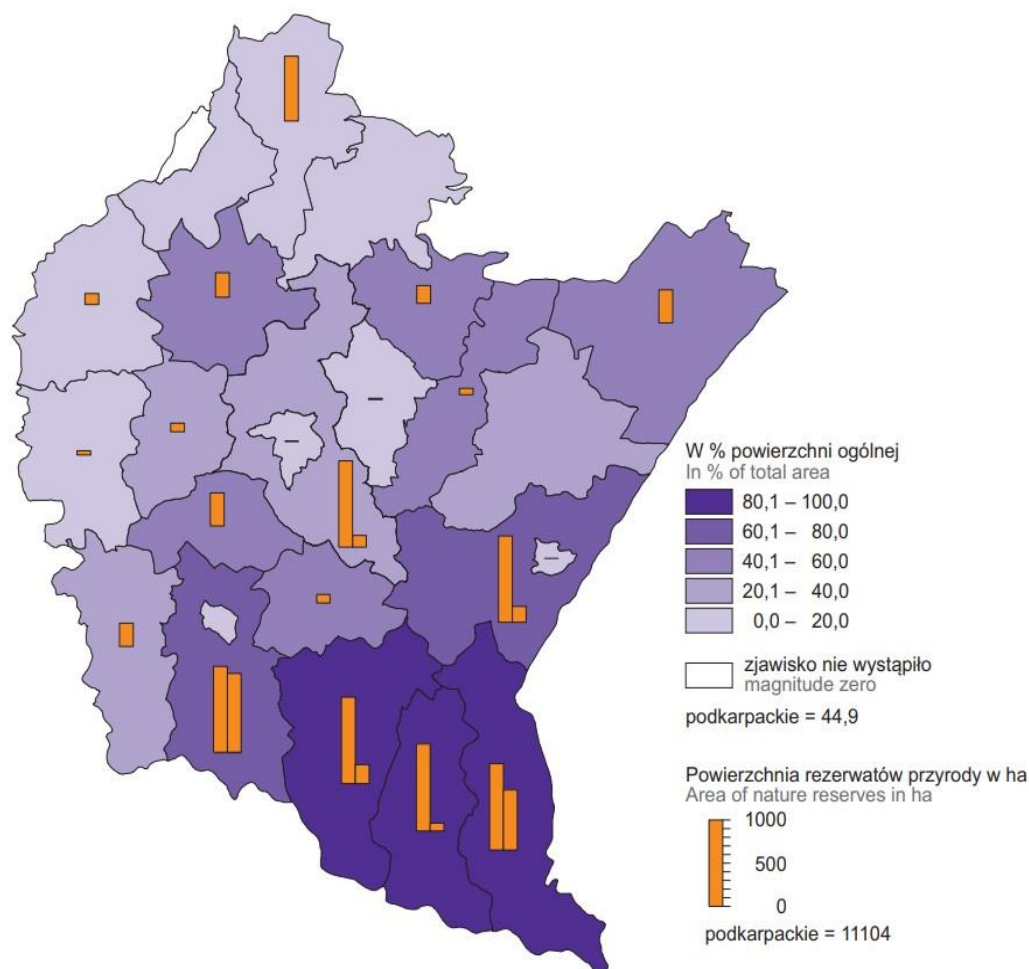 W % powierzchni ogólnej
In % of total area
80,1 – 100,0
60,1 – 80,0
40,1 – 60,0
20,1 – 40,0
0,0 – 20,0
zjawisko nie wystąpiło
magnitude zero
podkarpackie = 44,9
Powierzchnia rezerwatów przyrody w ha
Area of nature reserves in ha
1000
500
0
podkarpackie = 11104